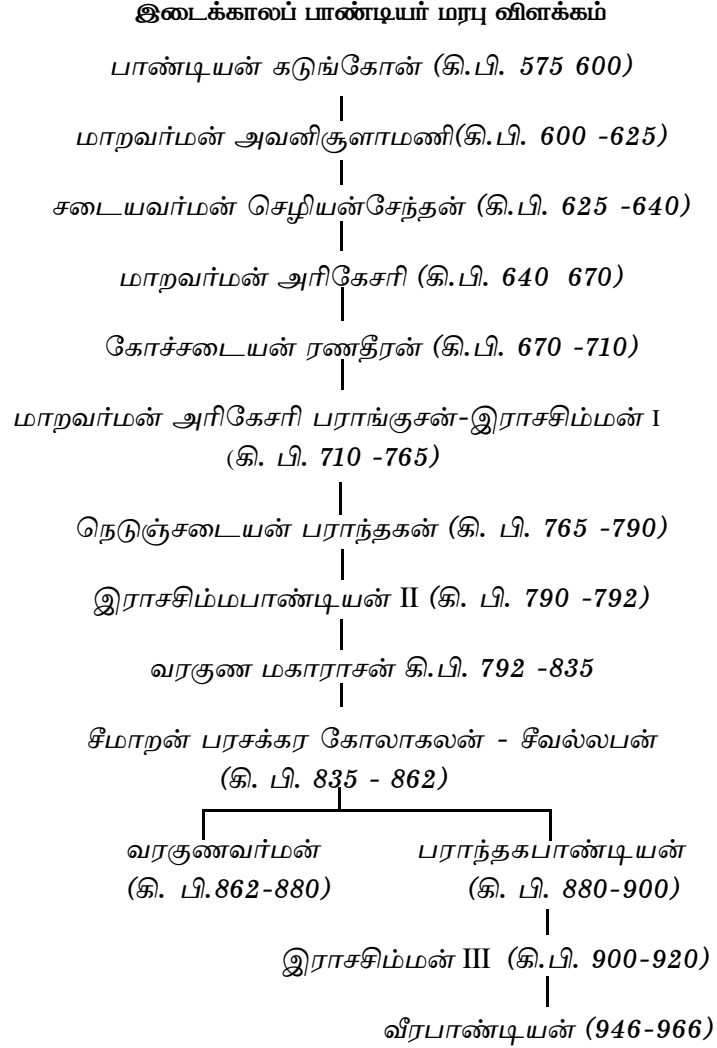 இடைக்காலப் பாண்டியர் மரபு விளக்கம்
பாண்டியன் கடுங்கோன் (கி.பி. 575 600)
மாறவர்மன் அவனிசூளாமணி(கி.பி. 600 -625)
சடையவர்மன் செழியன்சேந்தன் (கி.பி. 625 -640)
மாறவர்மன் அரிகேசரி (கி.பி. 640 670)
கோச்சடையன் ரணதீரன் (கி.பி. 670 -710)
மாறவர்மன் அரிகேசரி பராங்குசன்-இராசசிம்மன் I
(கி. பி. 710 -765)
நெடுஞ்சடையன் பராந்தகன் (கி. பி. 765 -790)
இராசசிம்மபாண்டியன் II (கி. பி. 790 -792)
வரகுண மகாராசன் கி.பி. 792 -835
சீமாறன் பரசக்கர கோலாகலன் - சீவல்லபன்
(கி. பி. 835 - 862)
வரகுணவர்மன் பராந்தகபாண்டியன்
(கி. பி.862-880) (கி. பி. 880-900)
இராசசிம்மன் III (கி.பி. 900-920)
வீரபாண்டியன் (946-966)